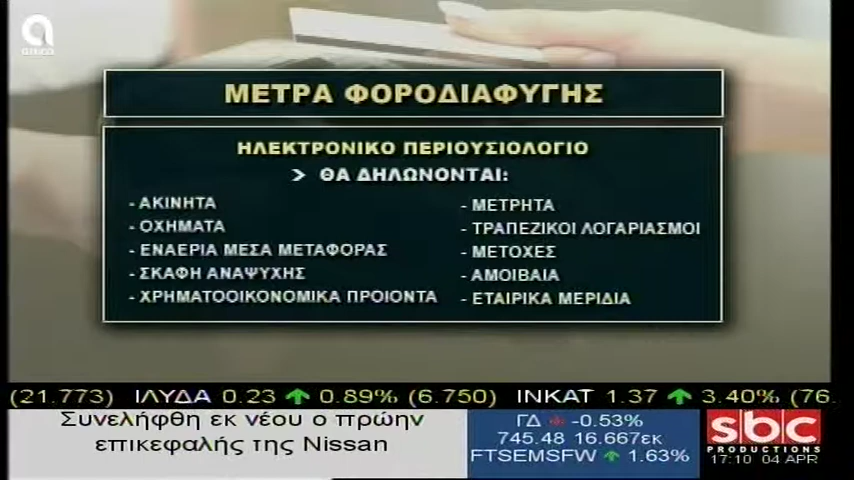 α
alpha
ΜΕΤΡΑ ΦΟΡΟΔΙΑΦΥΓΗΣ
ΗΛΕΚΤΡΟΝΙΚΟ ΠΕΡΙΟΥΣΙΟΛΟΓΙΟ
ΘΑ ΔΗΛΩΝΟΝΤΑΙ:
- ΑΚΙΝΗΤΑ
- ΟΧΗΜΑΤΑ
- ΕΝΑΕΡΙΑ ΜΕΣΑ ΜΕΤΑΦΟΡΑΣ
- ΣΚΑΦΗ ΑΝΑΨΥΧΗΣ
- ΧΡΗΜΑΤΟΟΙΚΟΝΟΜΙΚΑ ΠΡΟΙΟΝΤΑ
- ΜΕΤΡΗΤΑ
- ΤΡΑΠΕΖΙΚΟΙ ΛΟΓΑΡΙΑΣΜΟΙ
- ΜΕΤΟΧΕΣ
- ΑΜΟΙΒΑΙΑ
- ΕΤΑΙΡΙΚΑ ΜΕΡΙΔΙΑ
(21.773) ΙΛΥΔΑ 0.23 0.89% (6.750) ΙΝΚΑΤ 1.37 3.40% (76.
Συνελήφθη εκ νέου ο πρώην
επικεφαλής της Nissan
ΓΔ -0.53%
745.48 16.667εκ
FTSEMSFW 1.63%
sbc
PRODUCTIONS
17:10 04 APR